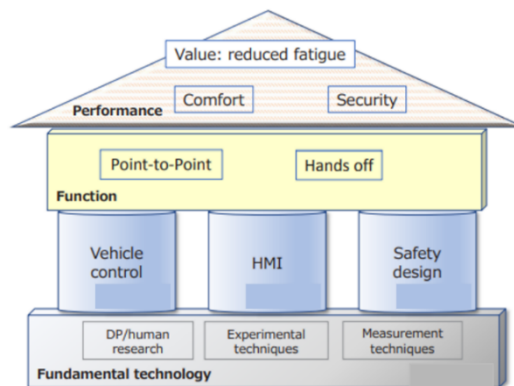 Value: reduced fatigue
Comfort
Security
Performance
Point-to-Point
Hands off
Function
Vehicle
control
HMI
Safety
design
DP/human
research
Experimental
techniques
Measurement
techniques
Fundamental technology